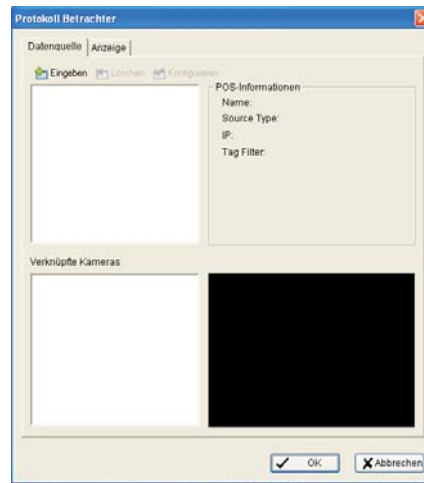 Protokoll Betrachter
Datenquelle Anzeige
Eingeben Löschen Konfigurieren
POS-Informationen
Name:
Source Type:
IP:
Tag Filter:
Verknüpfte Kameras
OK Abbrechen